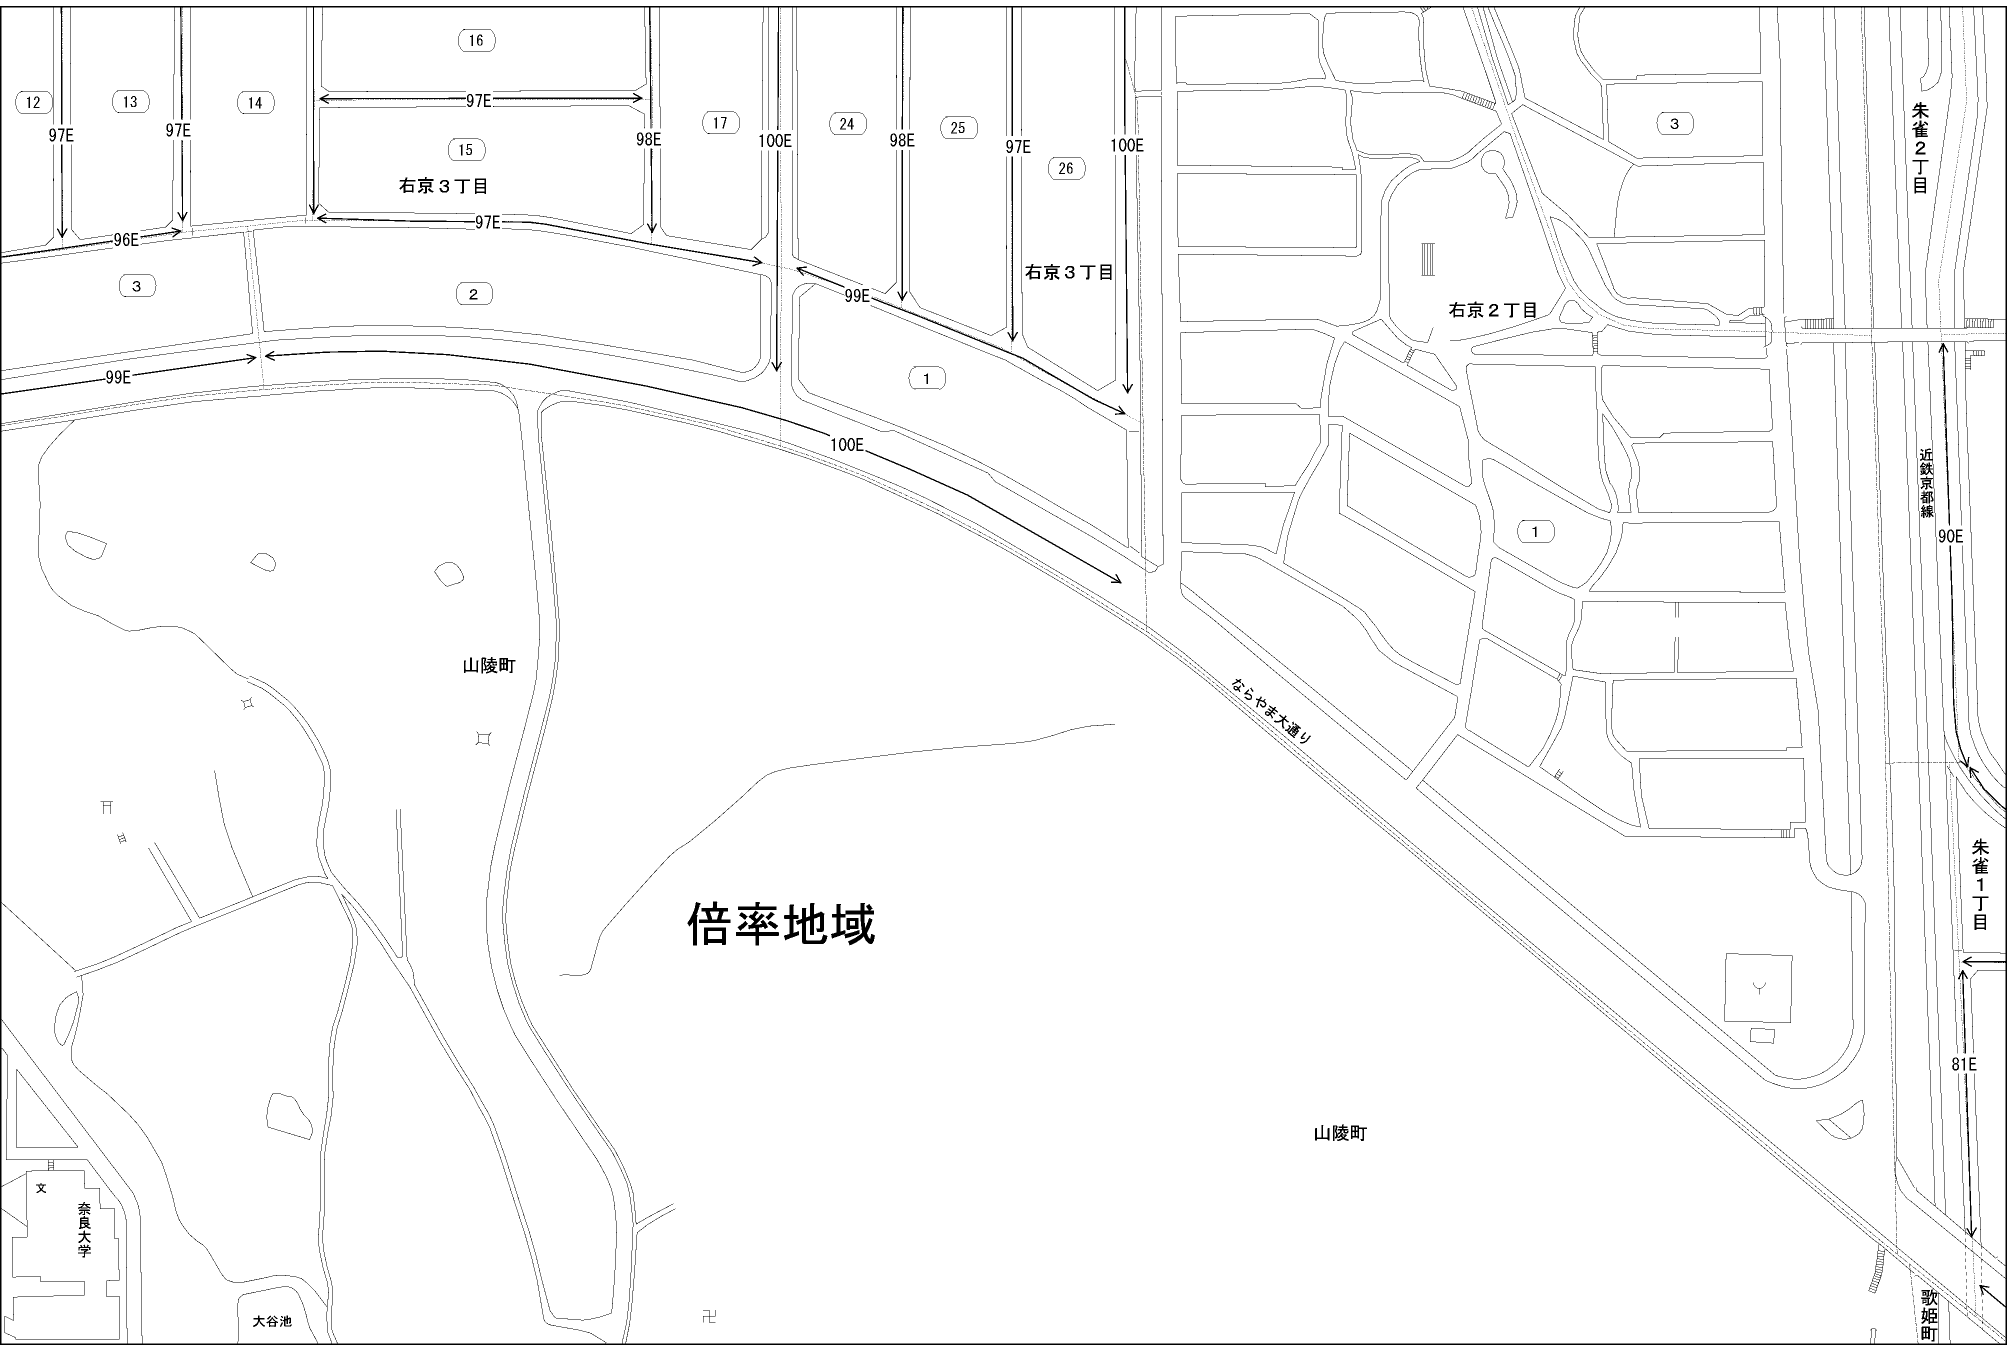 16
12
13
14
97E
17
24
25
3
97E
97E
98E
100E
98E
97E
100E
15
26
右京3丁目
朱雀2丁目
97E
96E
右京3丁目
3
2
99E
右京2丁目
99E
1
100E
近鉄京都線
1
90E
山陵町
ならやま大通り
朱雀1丁目
倍率地域
81E
山陵町
文
奈良大学
大谷池
歌姫町